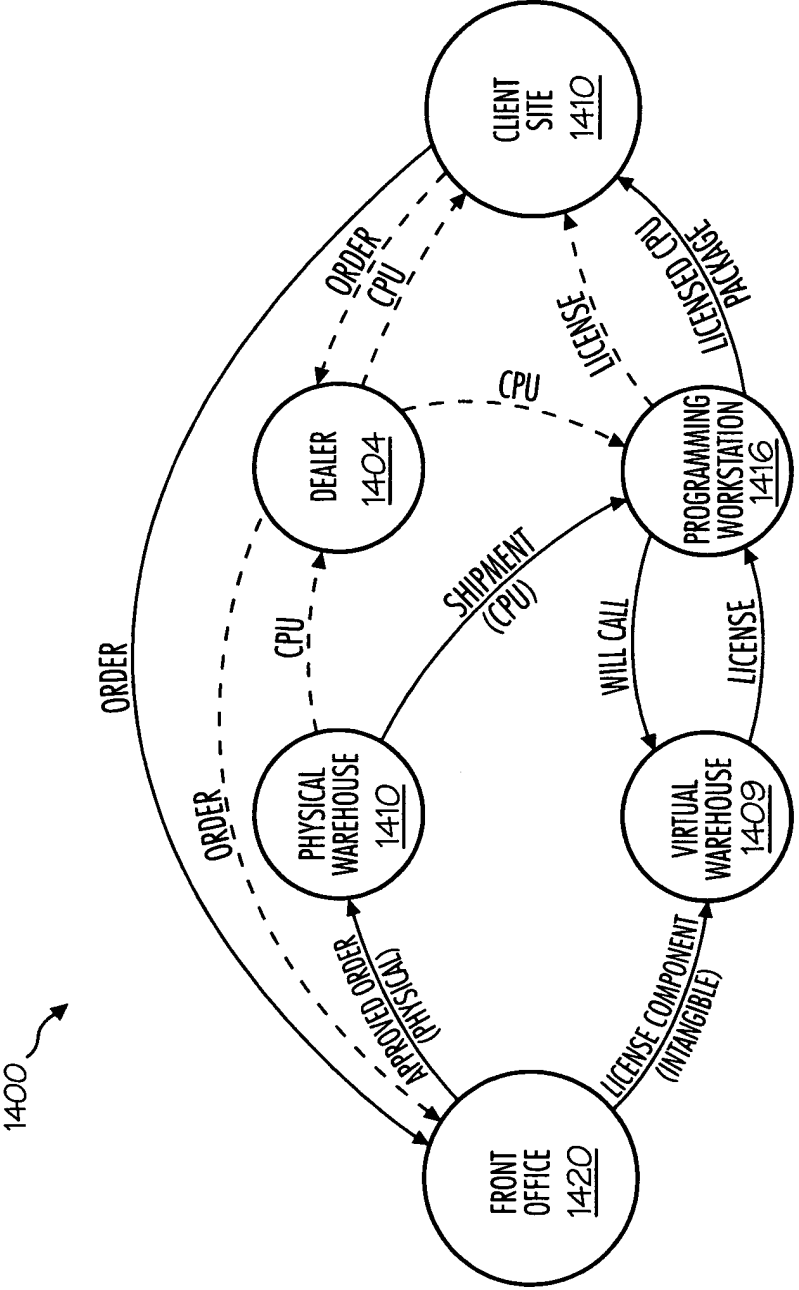 1400
ORDER
ORDER
ORDER
CPU
CPU
CLIENT
SITE
1410
DEALER
1404
CPU
PHYSICAL
WAREHOUSE
1410
APPROVED ORDER
(PHYSICAL)
SHIPMENT
(CPU)
LICENSE
LICENSED CPU
PACKAGE
FRONT
OFFICE
1420
LICENSE COMPONENT
(INTANGIBLE)
VIRTUAL
WAREHOUSE
1409
WILL CALL
LICENSE
PROGRAMMING
WORKSTATION
1416